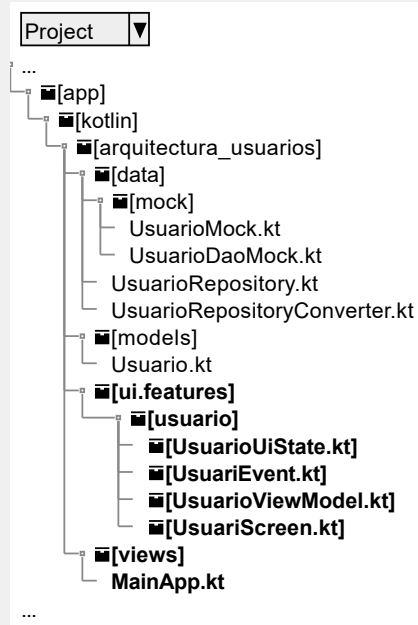 Project
...
[app]
[kotlin]
[arquitectura_usuarios]
[data]
[mock]
UsuarioMock.kt
UsuarioDaoMock.kt
UsuarioRepository.kt
UsuarioRepositoryConverter.kt
[models]
Usuario.kt
[ui.features]
[usuario]
[UsuarioUiState.kt]
[UsuariEvent.kt]
[UsuarioViewModel.kt]
[UsuariScreen.kt]
[views]
MainApp.kt
...